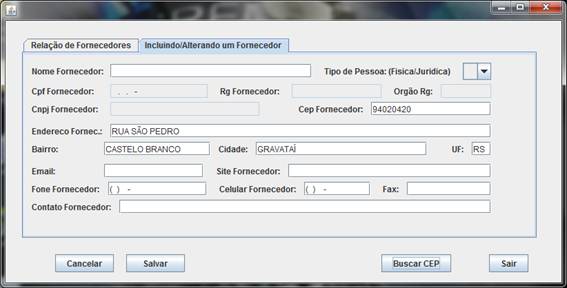 Relação de Fornecedores Incluindo/Alterando um Fornecedor
Nome Fornecedor: Tipo de Pessoa: (Fisica/Juridica)
Cpf Fornecedor: . . - Rg Fornecedor: Orgão Rg:
Cnpj Fornecedor: Cep Fornecedor: 94020420
Endereco Fornec.: RUA SÃO PEDRO
Bairro: CASTELO BRANCO Cidade: GRAVATAÍ UF: RS
Email: Site Fornecedor:
Fone Fornecedor: ( ) - Celular Fornecedor: ( ) - Fax:
Contato Fornecedor:
Cancelar Salvar Buscar CEP Sair